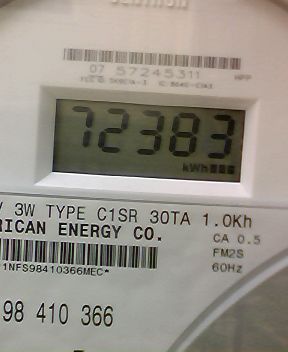 07 57245311 HPP
72383
kWh
V 3W TYPE C1SR 30TA 1.0Kh
RICAN ENERGY CO. CA 0.5
FM2S
1NFS98410366MEC* 60Hz
98 410 366